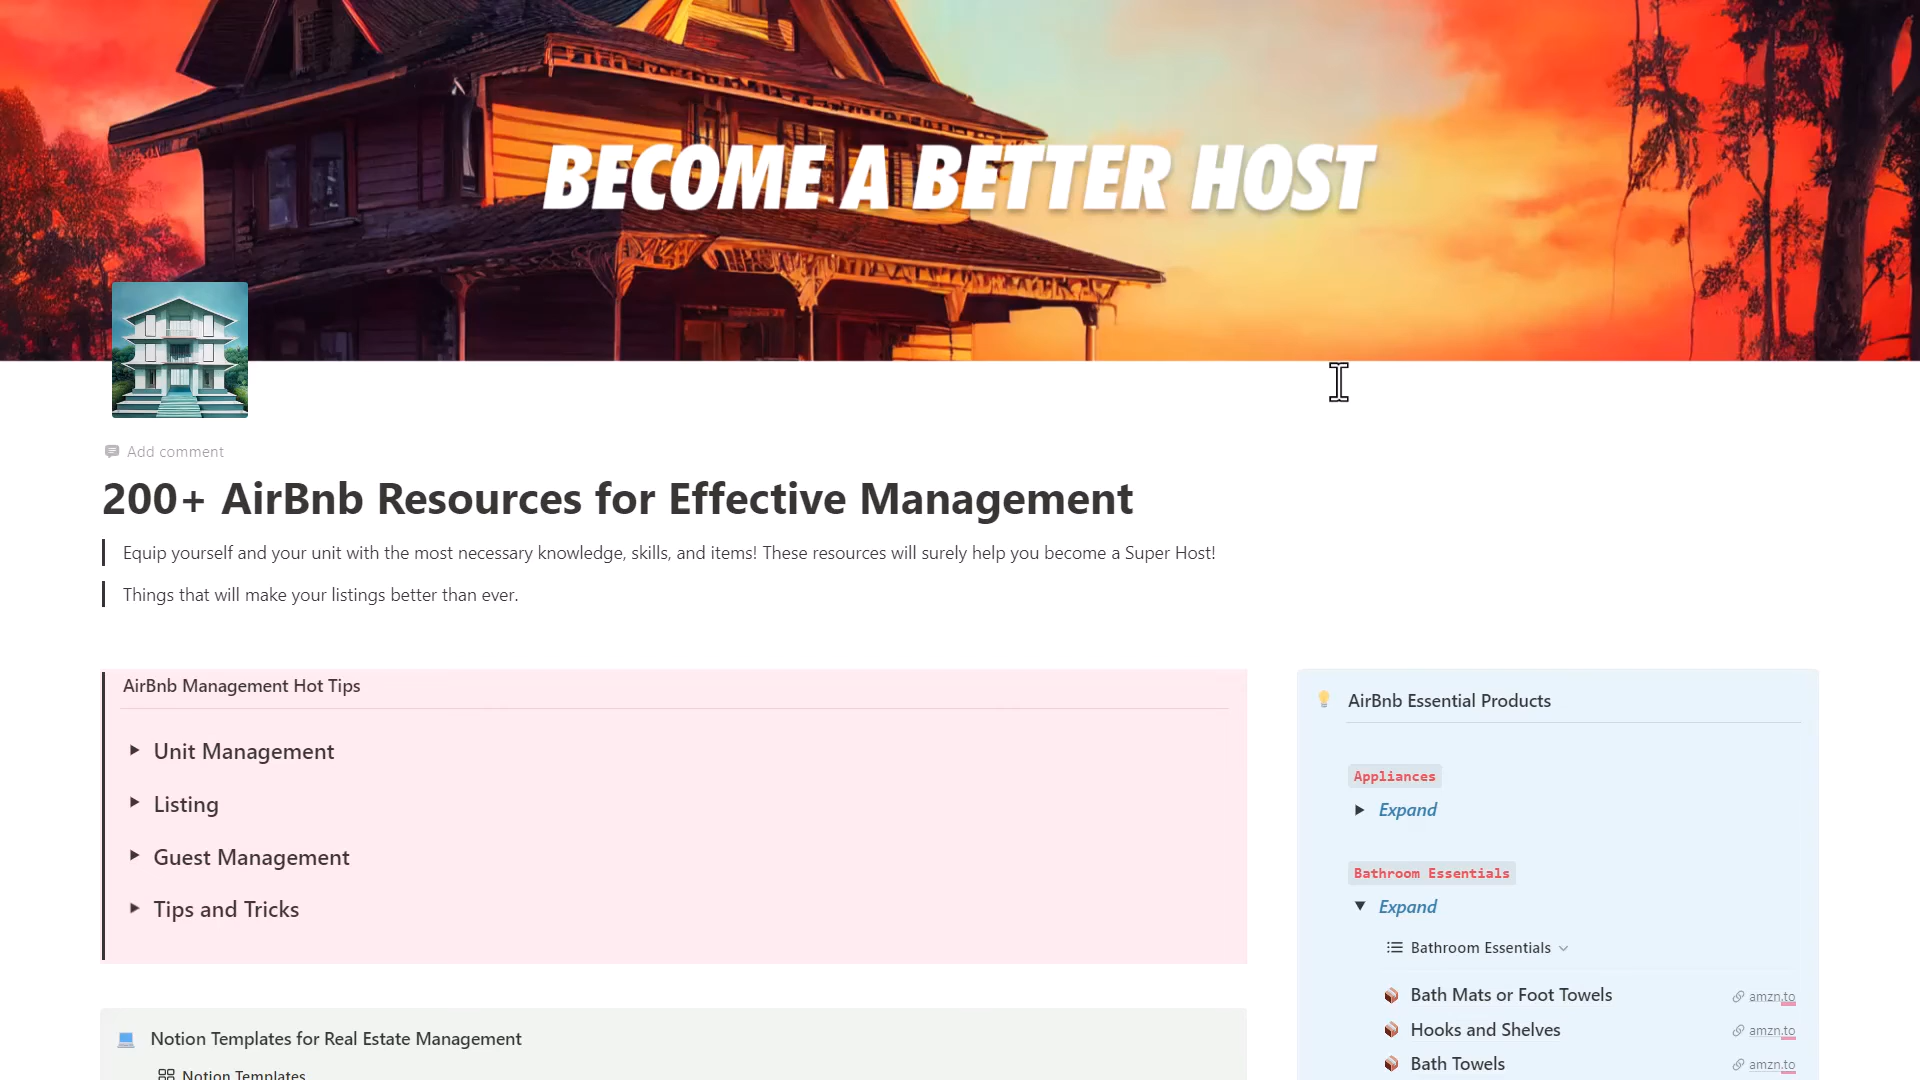 BECOME A BETTER HOST
Add comment
200+ AirBnb Resources for Effective Management
Equip yourself and your unit with the most necessary knowledge, skills, and items! These resources will surely help you become a Super Host!
Things that will make your listings better than ever.
AirBnb Management Hot Tips
Unit Management
Listing
Guest Management
Tips and Tricks
Notion Templates for Real Estate Management
Notion Templates
AirBnb Essential Products
Appliances
Expand
Bathroom Essentials
Expand
Bathroom Essentials
Bath Mats or Foot Towels amzn.to
Hooks and Shelves amzn.to
Bath Towels amzn.to